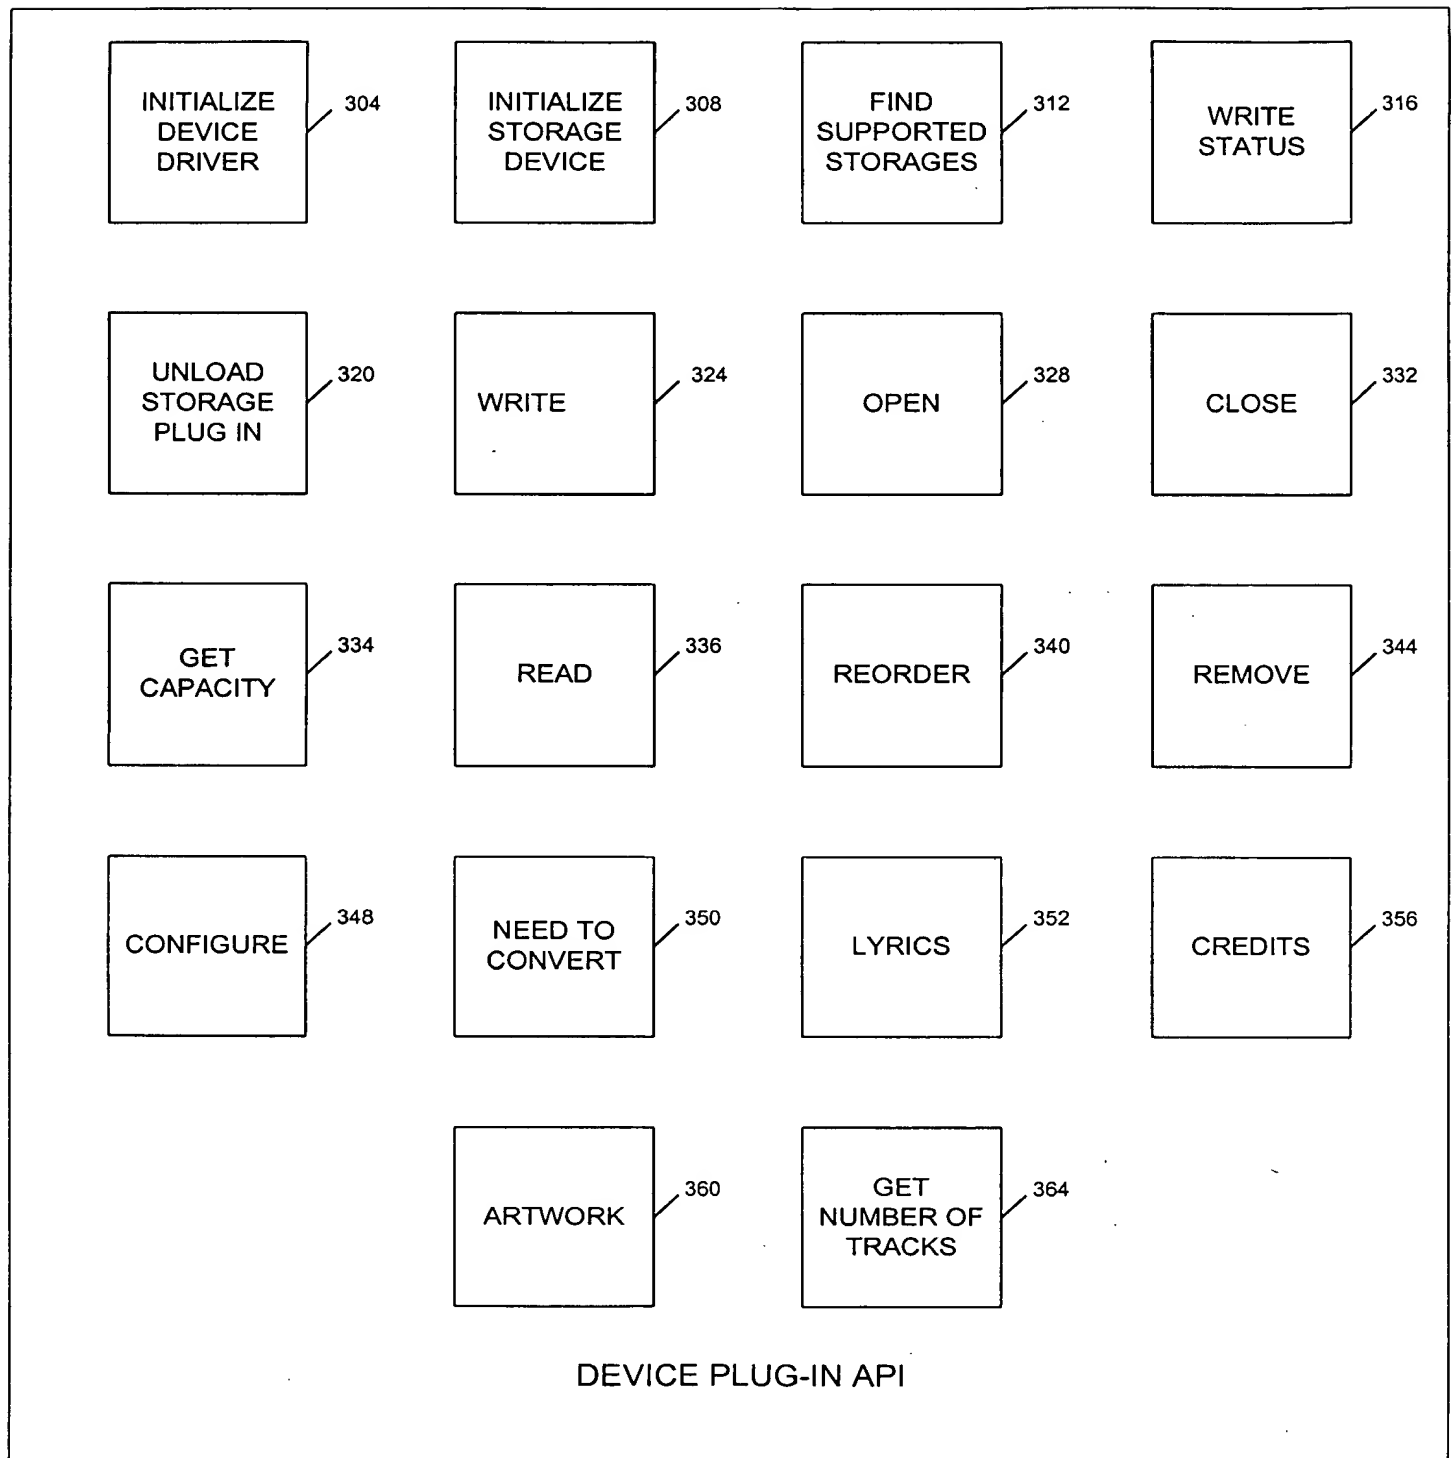 INITIALIZE
DEVICE
DRIVER
304
INITIALIZE
STORAGE
DEVICE
308
FIND
SUPPORTED
STORAGES
312
WRITE
STATUS
316
UNLOAD
STORAGE
PLUG IN
320
WRITE
324
OPEN
328
CLOSE
332
GET
CAPACITY
334
READ
336
REORDER
340
REMOVE
344
CONFIGURE
348
NEED TO
CONVERT
350
LYRICS
352
CREDITS
356
ARTWORK
360
GET
NUMBER OF
TRACKS
364
DEVICE PLUG-IN API